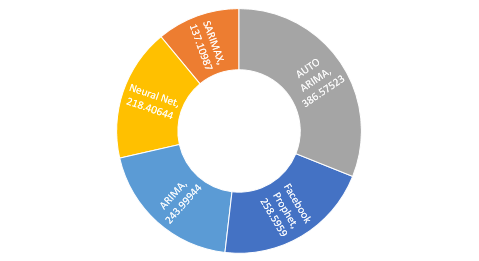 AUTO
ARIMA,
386.57523
Facebook
Prophet,
258.5959
ARIMA,
243.99944
Neural Net,
218.40644
SARIMAX,
137.10987